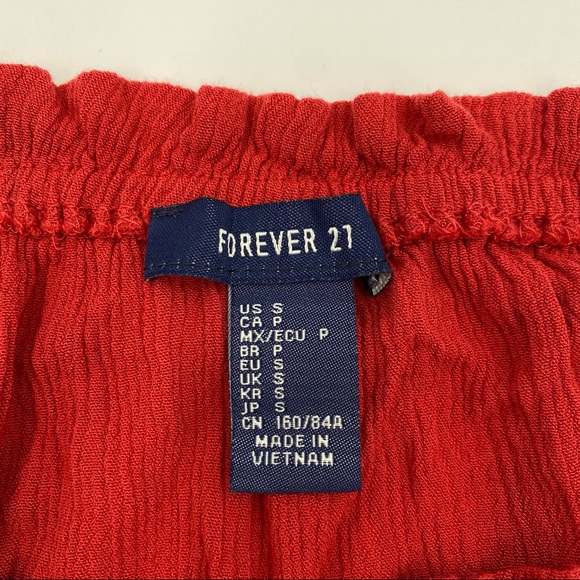 FOREVER 21
US S
CA P
MX/ECU P
BR P
EU S
UK S
KR S
JP S
CN 160/84A
MADE IN
VIETNAM